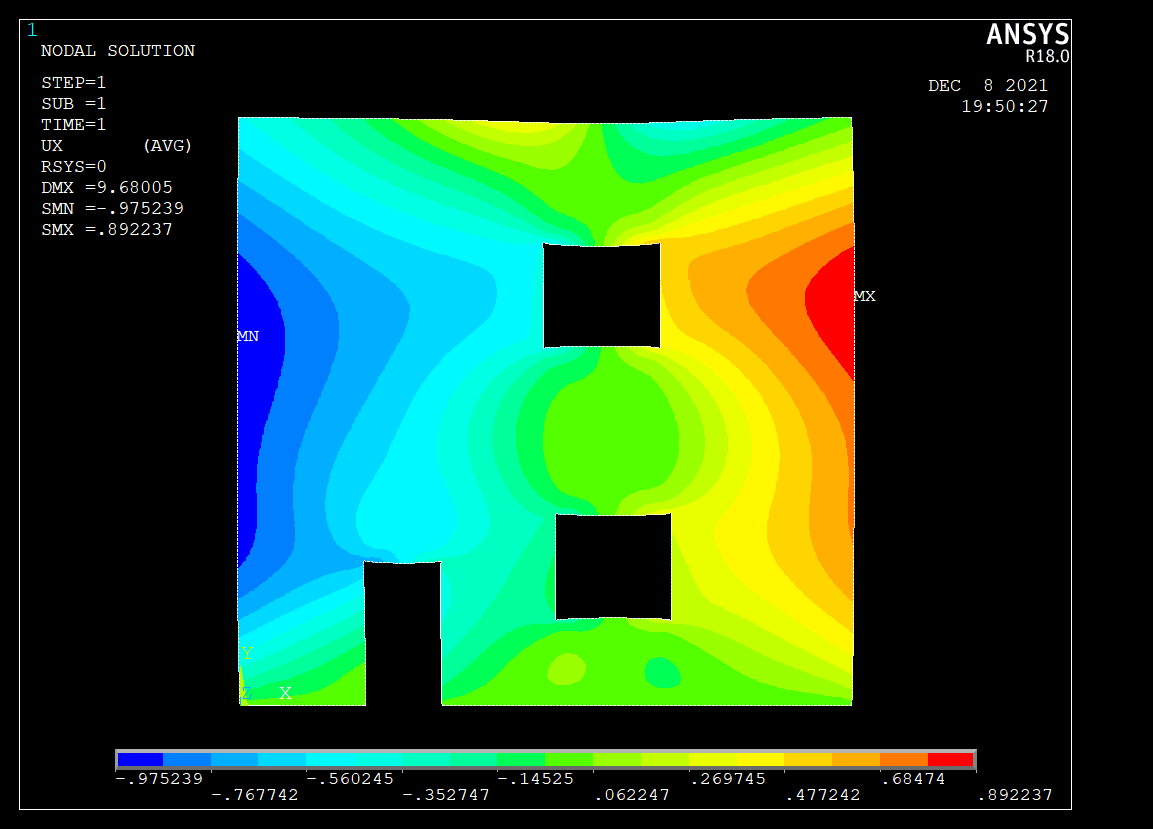 1
NODAL SOLUTION
STEP=1
SUB =1
TIME=1
UX (AVG)
RSYS=0
DMX =9.68005
SMN =-.975239
SMX =.892237
ANSYS
R18.0
DEC 8 2021
19:50:27
MX
MN
Y
X
-.975239 -.560245 -.14525 .269745 .68474
-.767742 -.352747 .062247 .477242 .892237